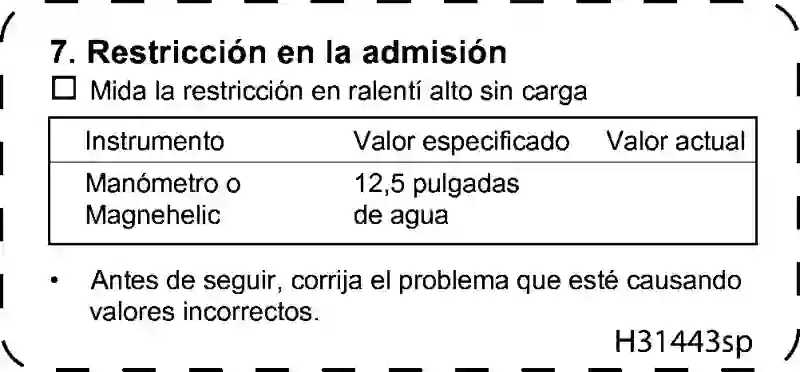 7. Restricción en la admisión
☐ Mida la restricción en ralentí alto sin carga
Instrumento Valor especificado Valor actual
Manómetro o 12,5 pulgadas
Magnehelic de agua
• Antes de seguir, corrija el problema que esté causando
valores incorrectos.
H31443sp